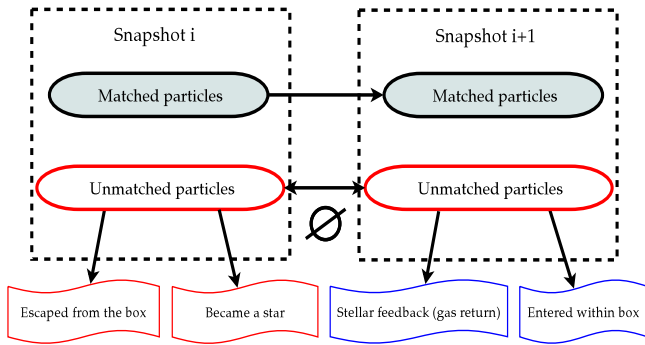 Snapshot i
Snapshot i+1
Matched particles
Matched particles
Unmatched particles
Unmatched particles
∅
Escaped from the box
Became a star
Stellar feedback (gas return)
Entered within box